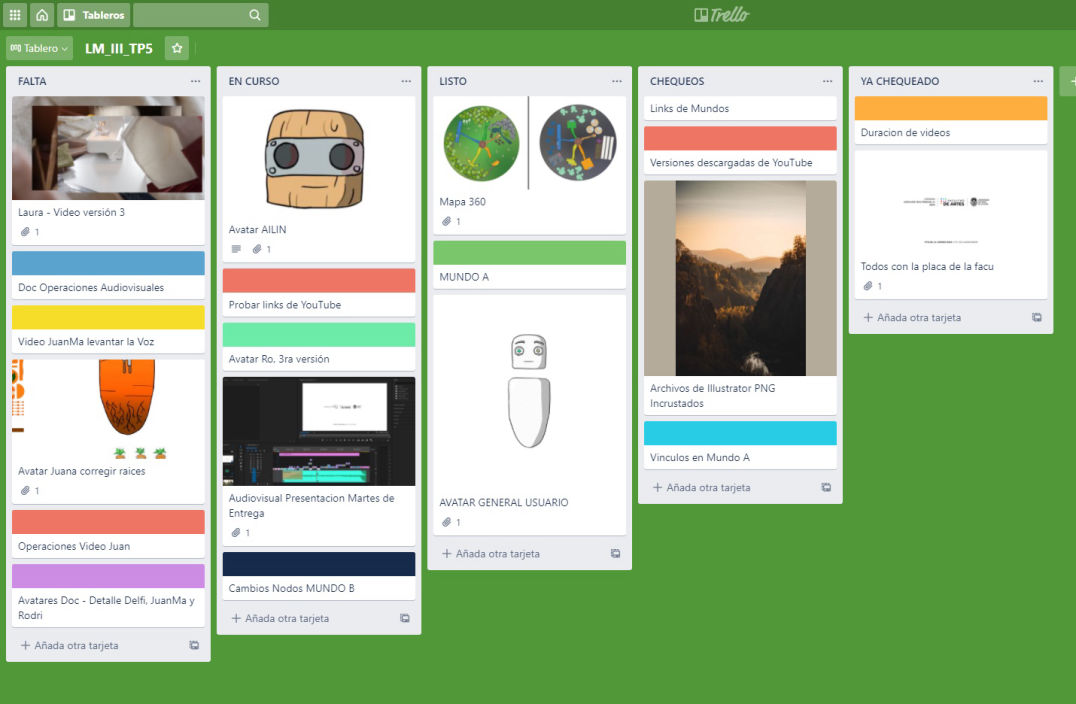 Tableros
Trello
Tablero
LM_III_TP5
FALTA
Laura - Video versión 3
1
Doc Operaciones Audiovisuales
Video JuanMa levantar la Voz
Avatar Juana corregir raices
1
Operaciones Video Juan
Avatares Doc - Detalle Delfi, JuanMa y
Rodri
Añada otra tarjeta
EN CURSO
Avatar AILIN
1
Probar links de YouTube
Avatar Ro, 3ra versión
Audiovisual Presentacion Martes de
Entrega
1
Cambios Nodos MUNDO B
Añada otra tarjeta
LISTO
Mapa 360
1
MUNDO A
AVATAR GENERAL USUARIO
1
Añada otra tarjeta
CHEQUEOS
Links de Mundos
Versiones descargadas de YouTube
Archivos de Illustrator PNG
Incrustados
Vinculos en Mundo A
Añada otra tarjeta
YA CHEQUEADO
Duracion de videos
DE ARTES
Todos con la placa de la facu
1
Añada otra tarjeta